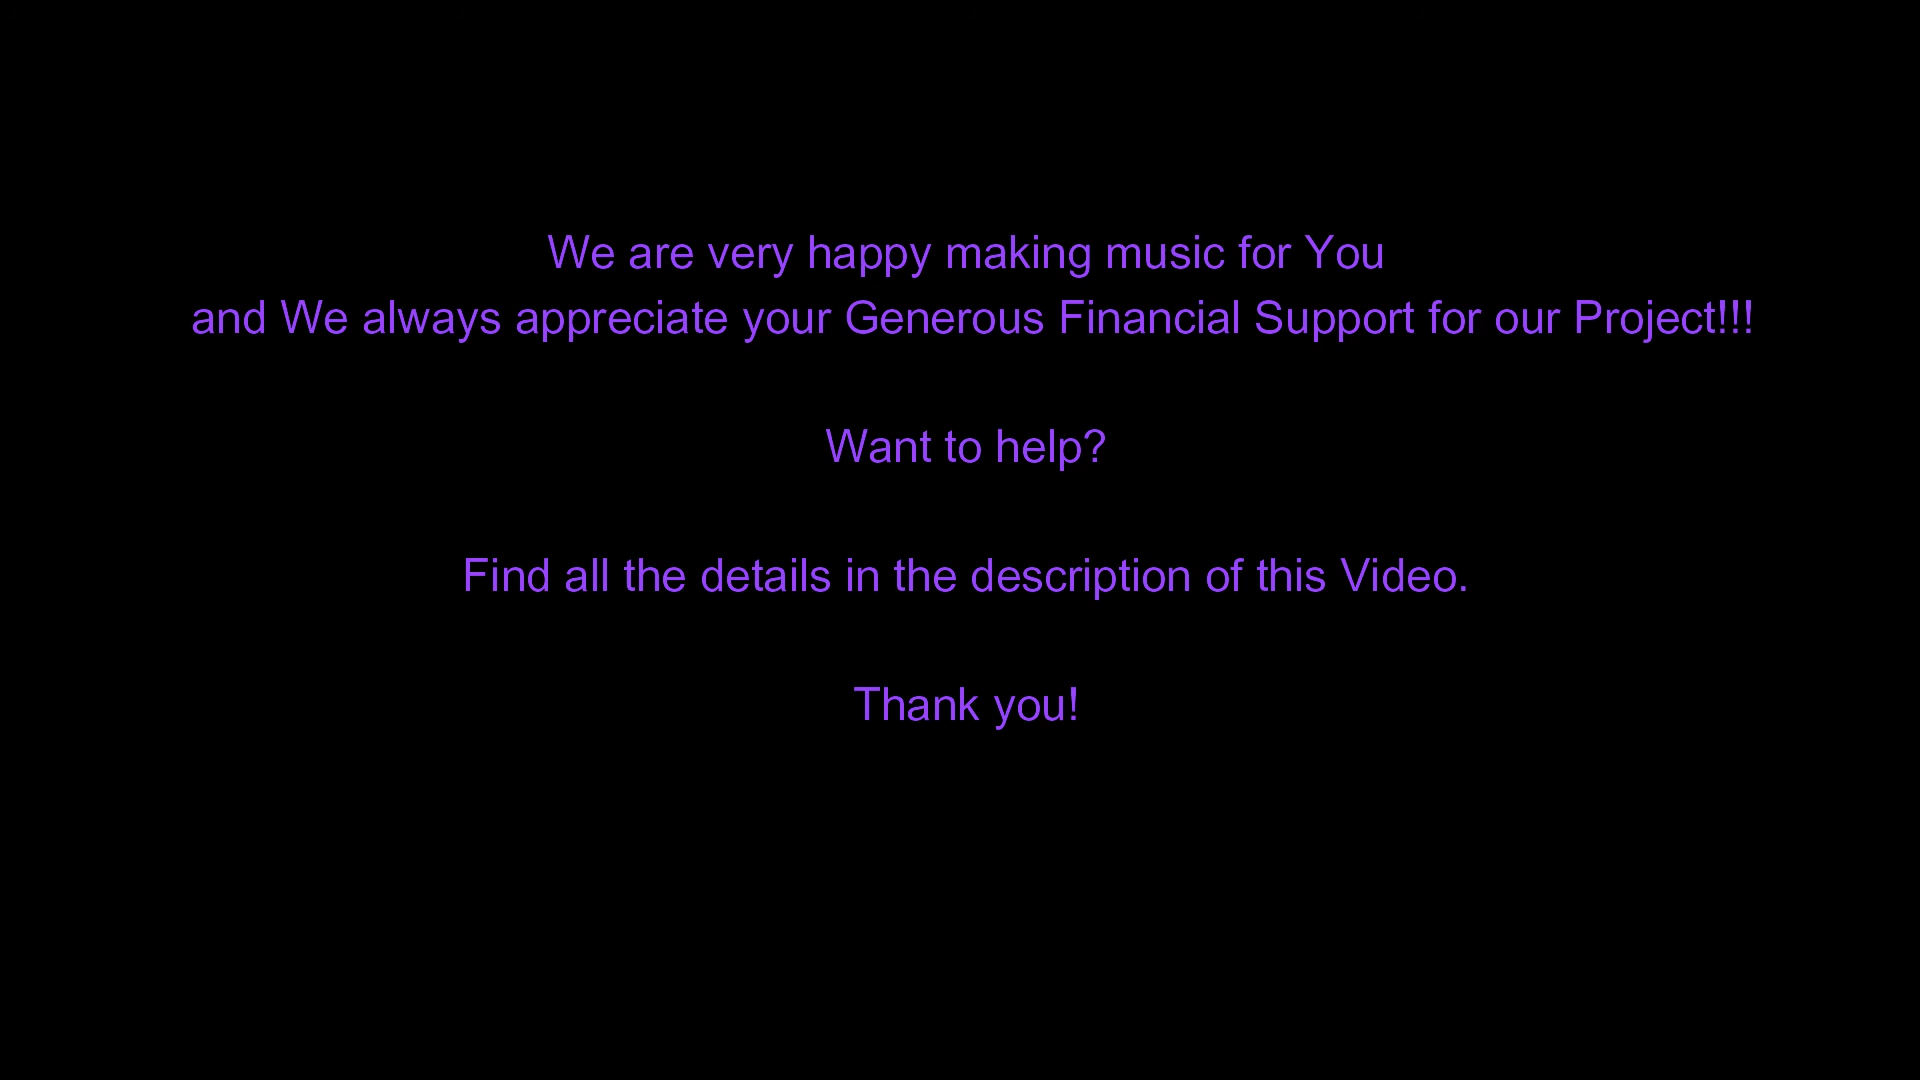 We are very happy making music for You
and We always appreciate your Generous Financial Support for our Project!!!
Want to help?
Find all the details in the description of this Video.
Thank you!